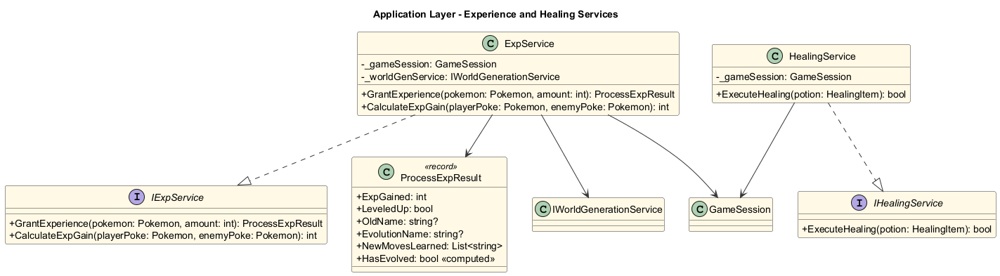 Application Layer - Experience and Healing Services
C ExpService
-_gameSession: GameSession
-_worldGenService: IWorldGenerationService
+GrantExperience(pokemon: Pokemon, amount: int): ProcessExpResult
+CalculateExpGain(playerPoke: Pokemon, enemyPoke: Pokemon): int
C HealingService
-_gameSession: GameSession
+ExecuteHealing(potion: HealingItem): bool
I IExpService
+GrantExperience(pokemon: Pokemon, amount: int): ProcessExpResult
+CalculateExpGain(playerPoke: Pokemon, enemyPoke: Pokemon): int
«record»
C ProcessExpResult
+ExpGained: int
+LeveledUp: bool
+OldName: string?
+EvolutionName: string?
+NewMovesLearned: List<string>
+HasEvolved: bool «computed»
C IWorldGenerationService
C GameSession
I IHealingService
+ExecuteHealing(potion: HealingItem): bool